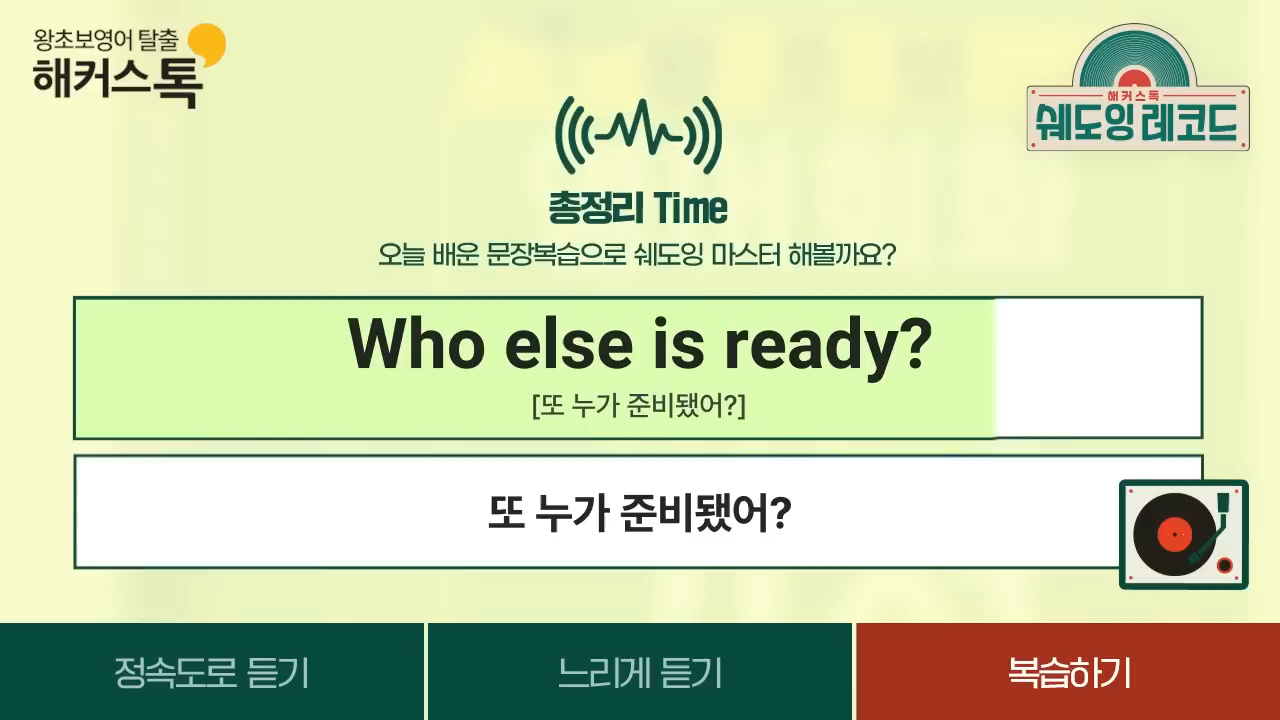 왕초보영어 탈출
해커스톡
해커스톡
쉐도잉 레코드
총정리 Time
오늘 배운 문장복습으로 쉐도잉 마스터 해볼까요?
Who else is ready?
[또 누가 준비됐어?]
또 누가 준비됐어?
정속도로 듣기
느리게 듣기
복습하기